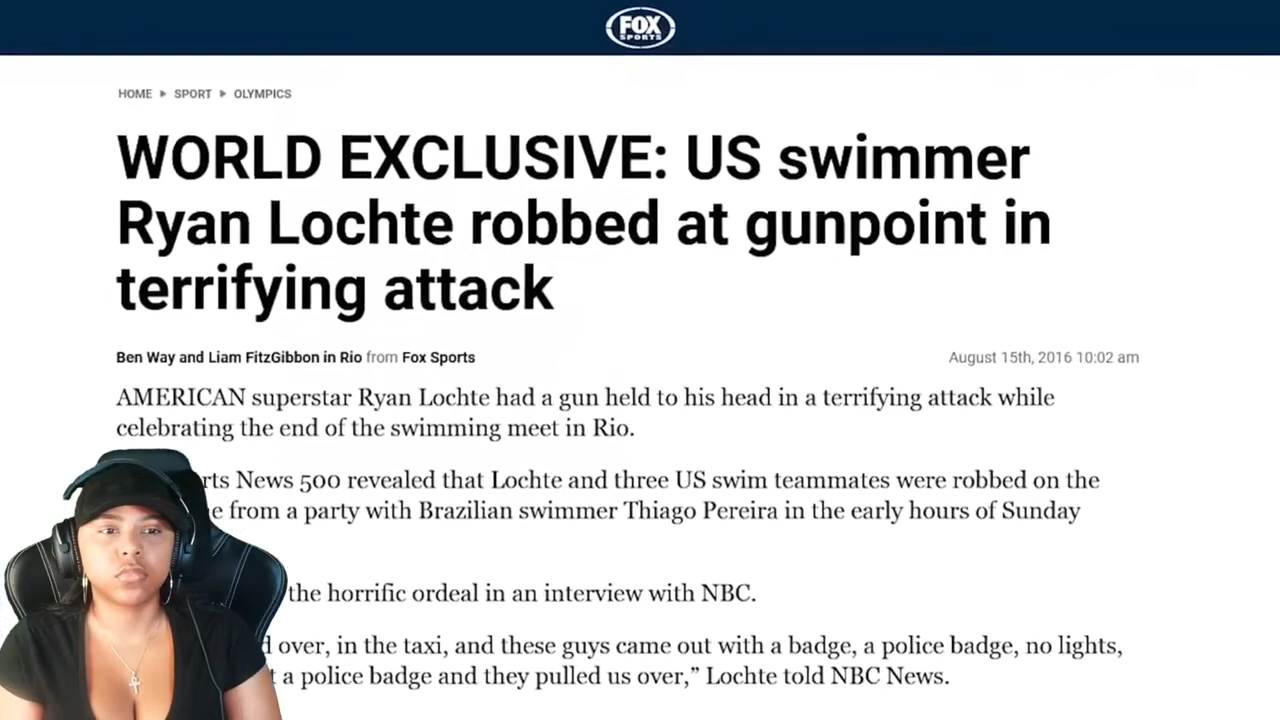 FOX
SPORTS
HOME ▸ SPORT ▸ OLYMPICS
WORLD EXCLUSIVE: US swimmer
Ryan Lochte robbed at gunpoint in
terrifying attack
Ben Way and Liam FitzGibbon in Rio from Fox Sports
August 15th, 2016 10:02 am
AMERICAN superstar Ryan Lochte had a gun held to his head in a terrifying attack while
celebrating the end of the swimming meet in Rio.
News 500 revealed that Lochte and three US swim teammates were robbed on the
from a party with Brazilian swimmer Thiago Pereira in the early hours of Sunday
the horrific ordeal in an interview with NBC.
over, in the taxi, and these guys came out with a badge, a police badge, no lights,
a police badge and they pulled us over,” Lochte told NBC News.